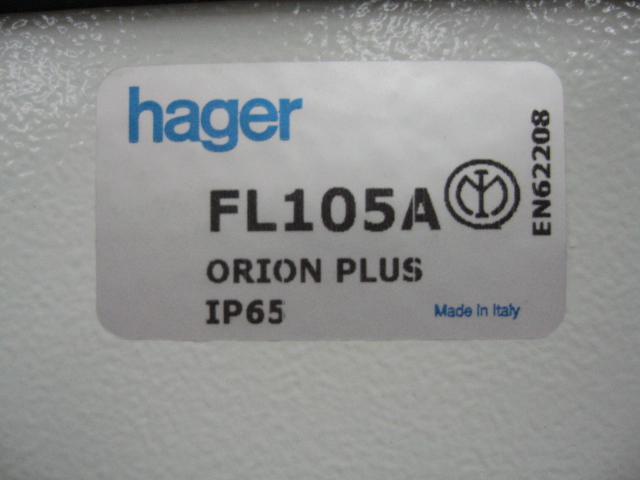 hager
FL105A
EN62208
ORION PLUS
IP65
Made in Italy